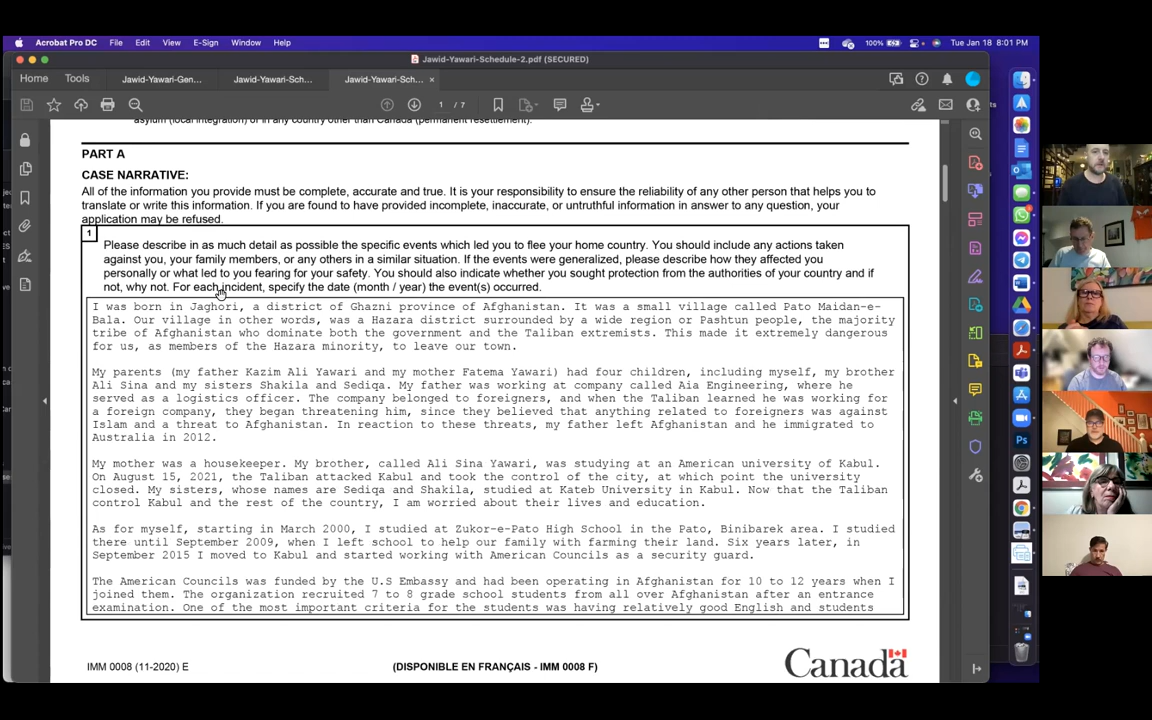 Acrobat Pro DC File Edit View E-Sign Window Help
100% Tue Jan 18 8:01 PM
Jawid-Yawari-Schedule-2.pdf (SECURED)
Home Tools Jawid-Yawari-Gen... Jawid-Yawari-Sch... Jawid-Yawari-Sch... ×
1 / 7
asylum (local integration) or in any country other than Canada (permanent resettlement).
PART A
CASE NARRATIVE:
All of the information you provide must be complete, accurate and true. It is your responsibility to ensure the reliability of any other person that helps you to
translate or write this information. If you are found to have provided incomplete, inaccurate, or untruthful information in answer to any question, your
application may be refused.
1
Please describe in as much detail as possible the specific events which led you to flee your home country. You should include any actions taken
against you, your family members, or any others in a similar situation. If the events were generalized, please describe how they affected you
personally or what led to you fearing for your safety. You should also indicate whether you sought protection from the authorities of your country and if
not, why not. For each incident, specify the date (month / year) the event(s) occurred.
I was born in Jaghori, a district of Ghazni province of Afghanistan. It was a small village called Pato Maidan-e-
Bala. Our village in other words, was a Hazara district surrounded by a wide region or Pashtun people, the majority
tribe of Afghanistan who dominate both the government and the Taliban extremists. This made it extremely dangerous
for us, as members of the Hazara minority, to leave our town.
My parents (my father Kazim Ali Yawari and my mother Fatema Yawari) had four children, including myself, my brother
Ali Sina and my sisters Shakila and Sediqa. My father was working at company called Aia Engineering, where he
served as a logistics officer. The company belonged to foreigners, and when the Taliban learned he was working for
a foreign company, they began threatening him, since they believed that anything related to foreigners was against
Islam and a threat to Afghanistan. In reaction to these threats, my father left Afghanistan and he immigrated to
Australia in 2012.
My mother was a housekeeper. My brother, called Ali Sina Yawari, was studying at an American university of Kabul.
On August 15, 2021, the Taliban attacked Kabul and took the control of the city, at which point the university
closed. My sisters, whose names are Sediqa and Shakila, studied at Kateb University in Kabul. Now that the Taliban
control Kabul and the rest of the country, I am worried about their lives and education.
As for myself, starting in March 2000, I studied at Zukor-e-Pato High School in the Pato, Binibarek area. I studied
there until September 2009, when I left school to help our family with farming their land. Six years later, in
September 2015 I moved to Kabul and started working with American Councils as a security guard.
The American Councils was funded by the U.S Embassy and had been operating in Afghanistan for 10 to 12 years when I
joined them. The organization recruited 7 to 8 grade school students from all over Afghanistan after an entrance
examination. One of the most important criteria for the students was having relatively good English and students
IMM 0008 (11-2020) E
(DISPONIBLE EN FRANÇAIS - IMM 0008 F)
Canada